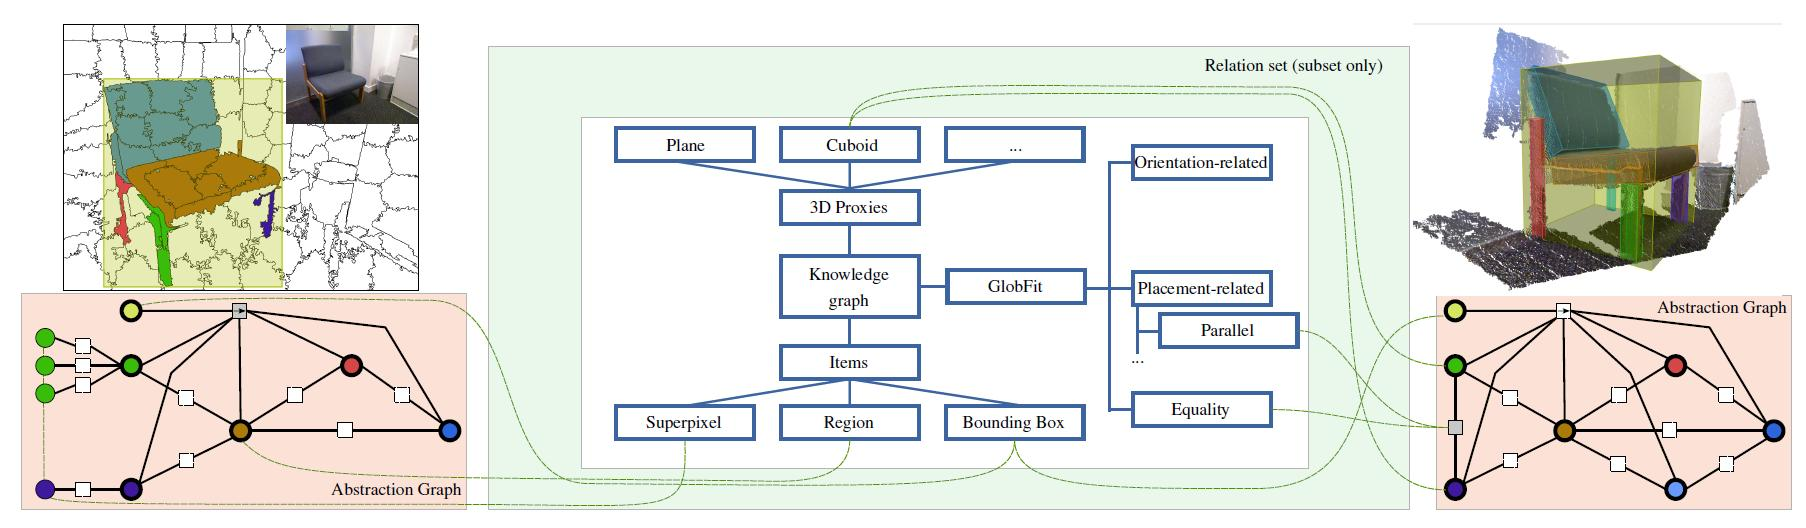 Relation set (subset only)
Plane
Cuboid
...
3D Proxies
Knowledge
graph
GlobFit
Items
Superpixel
Region
Bounding Box
Orientation-related
Placement-related
Parallel
...
Equality
Abstraction Graph
Abstraction Graph